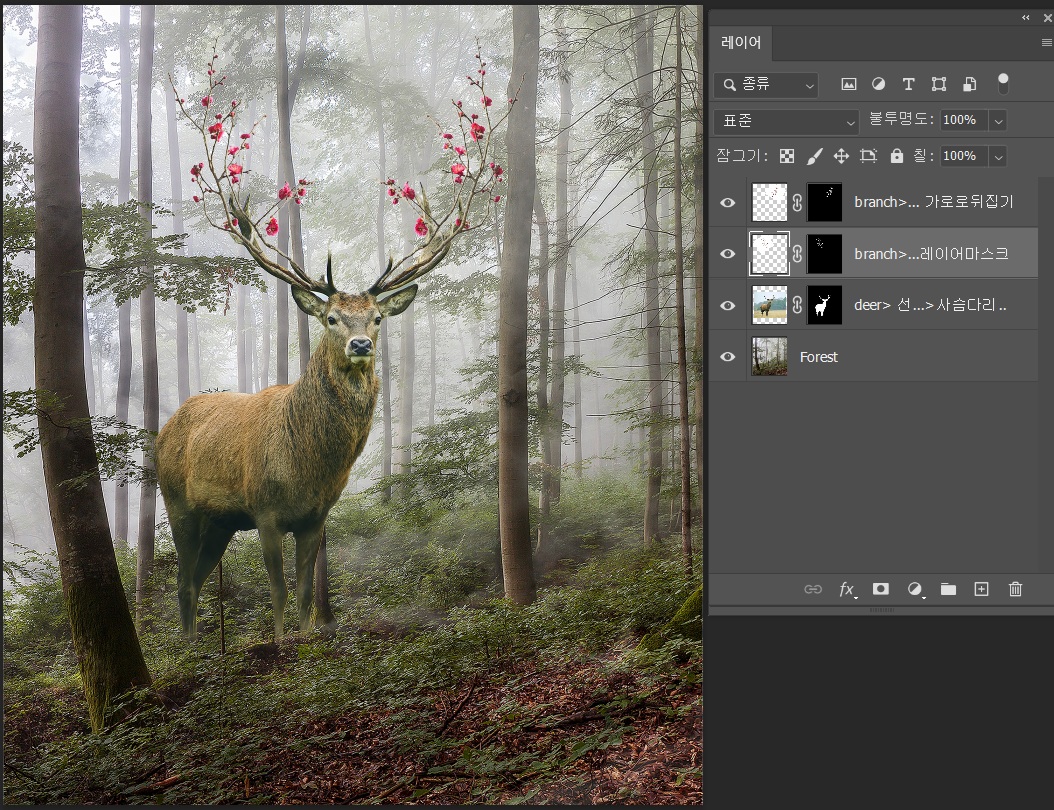 레이어
종류
표준
불투명도: 100%
잠그기: 칠: 100%
branch>... 가로로뒤집기
branch>...레이어마스크
deer> 선...>사슴다리..
Forest
fx